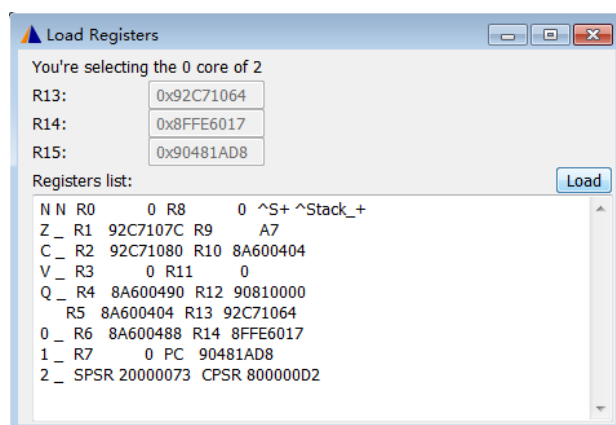 Load Registers
You're selecting the 0 core of 2
R13: 0x92C71064
R14: 0x8FFE6017
R15: 0x90481AD8
Registers list: Load
N N R0 0 R8 0 ^S+ ^Stack_+
Z _ R1 92C7107C R9 A7
C _ R2 92C71080 R10 8A600404
V _ R3 0 R11 0
Q _ R4 8A600490 R12 90810000
R5 8A600404 R13 92C71064
0 _ R6 8A600488 R14 8FFE6017
1 _ R7 0 PC 90481AD8
2 _ SPSR 20000073 CPSR 800000D2